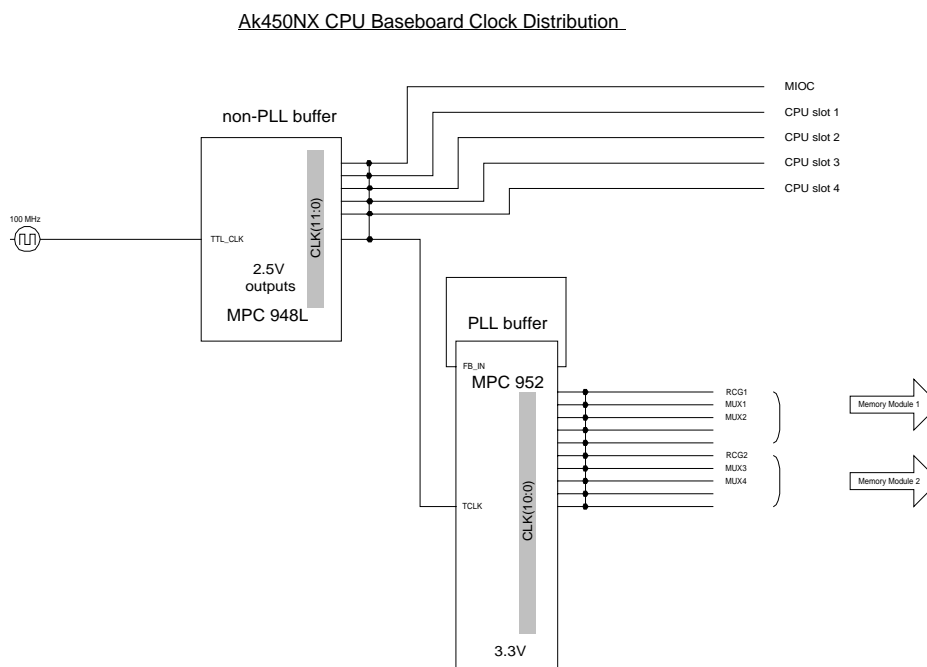 Ak450NX CPU Baseboard Clock Distribution
MIOC
non-PLL buffer
CPU slot 1
CPU slot 2
CPU slot 3
CPU slot 4
100 MHz
TTL_CLK
CLK(11:0)
2.5V
outputs
MPC 948L
PLL buffer
FB_IN
MPC 952
RCG1
MUX1
MUX2
Memory Module 1
RCG2
MUX3
MUX4
Memory Module 2
TCLK
CLK(10:0)
3.3V